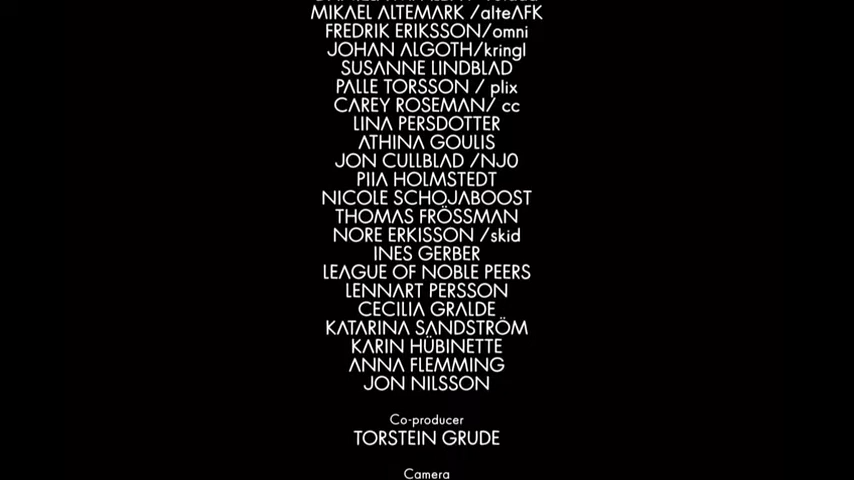 MIKAEL ALTEMARK /alteAFK
FREDRIK ERIKSSON/omni
JOHAN ALGOTH/kringl
SUSANNE LINDBLAD
PALLE TORSSON / plix
CAREY ROSEMAN/ cc
LINA PERSDOTTER
ATHINA GOULIS
JON CULLBLAD /NJ0
PIIA HOLMSTEDT
NICOLE SCHOJABOOST
THOMAS FRÖSSMAN
NORE ERKISSON /skid
INES GERBER
LEAGUE OF NOBLE PEERS
LENNART PERSSON
CECILIA GRALDE
KATARINA SANDSTRÖM
KARIN HÜBINETTE
ANNA FLEMMING
JON NILSSON
Co-producer
TORSTEIN GRUDE
Camera